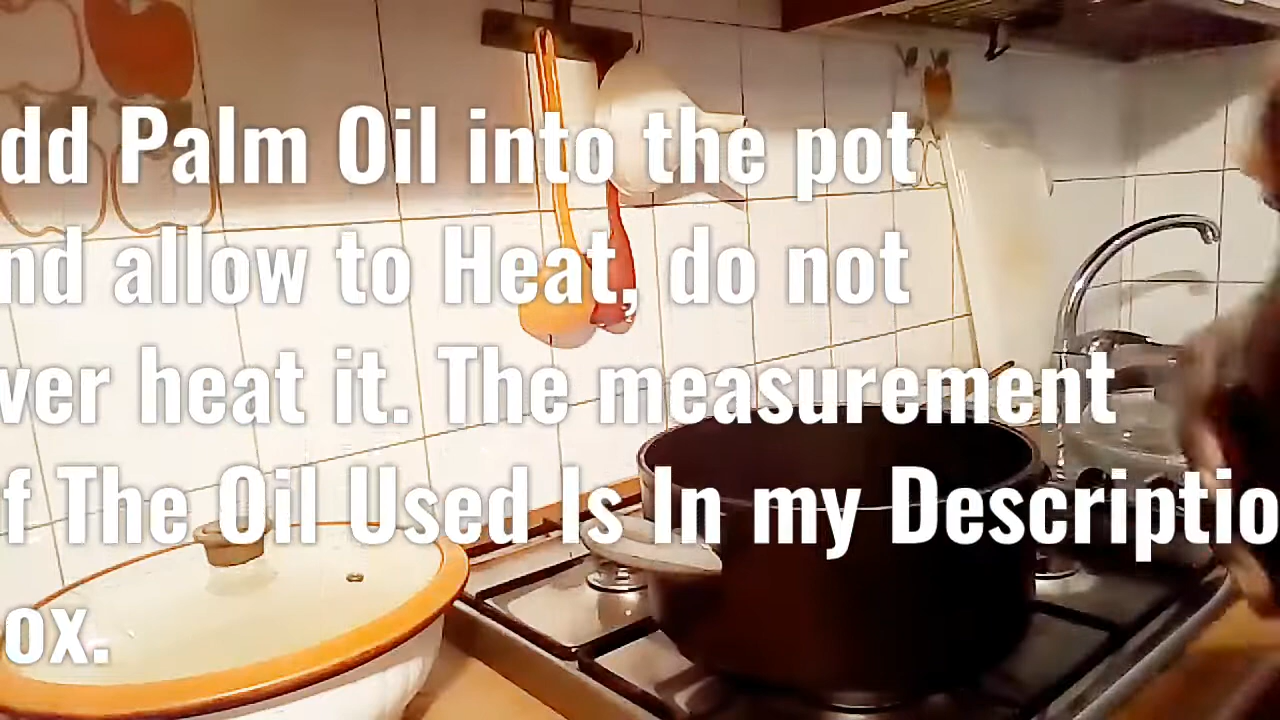 dd Palm Oil into the pot
nd allow to Heat, do not
ver heat it. The measurement
f The Oil Used Is In my Descriptio
ox.